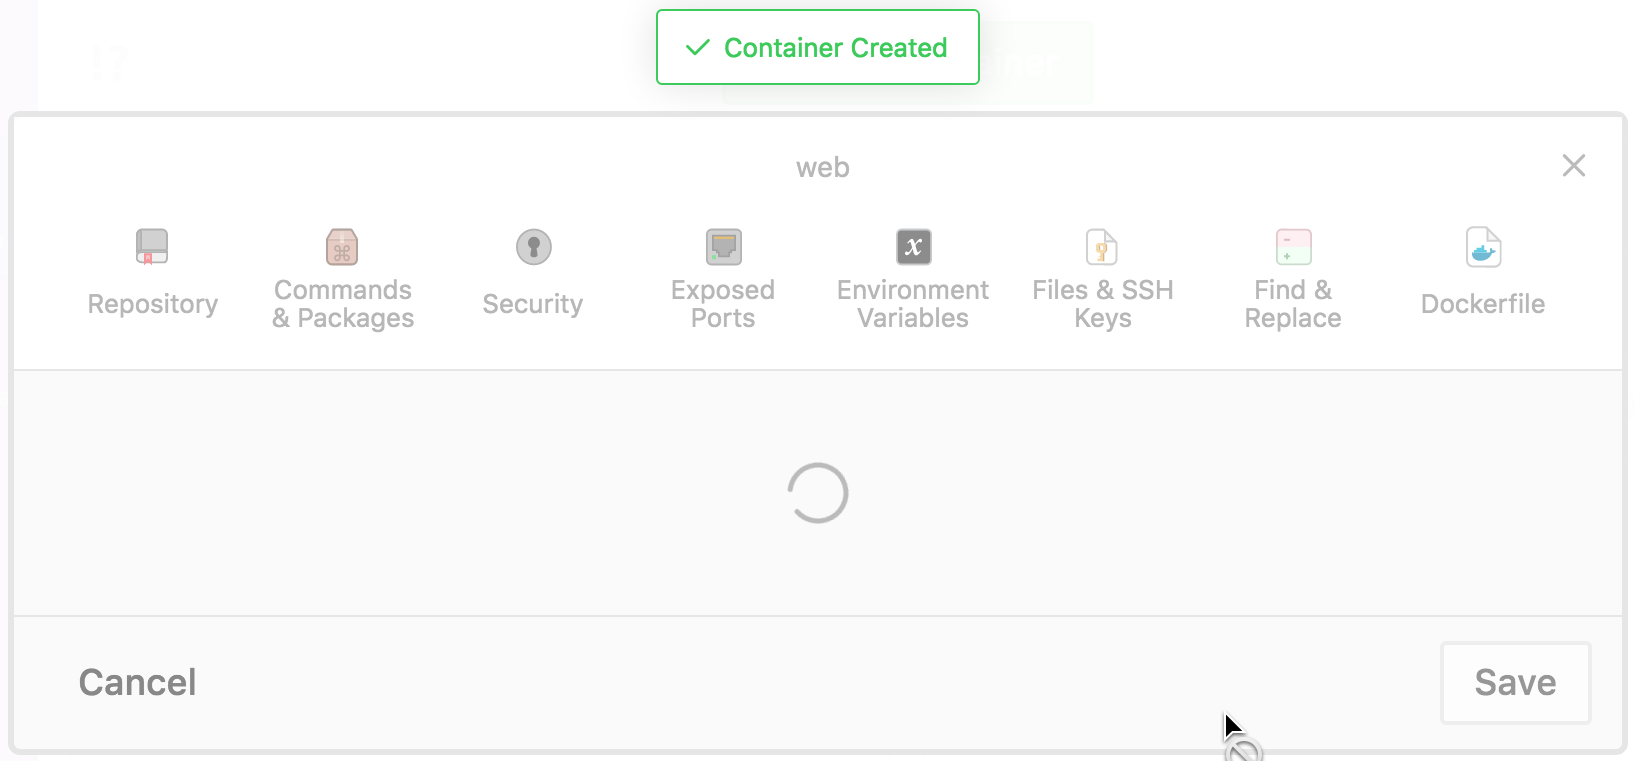 Container Created
web
Repository
Commands
& Packages
Security
Exposed
Ports
Environment
Variables
Files & SSH
Keys
Find &
Replace
Dockerfile
Cancel
Save